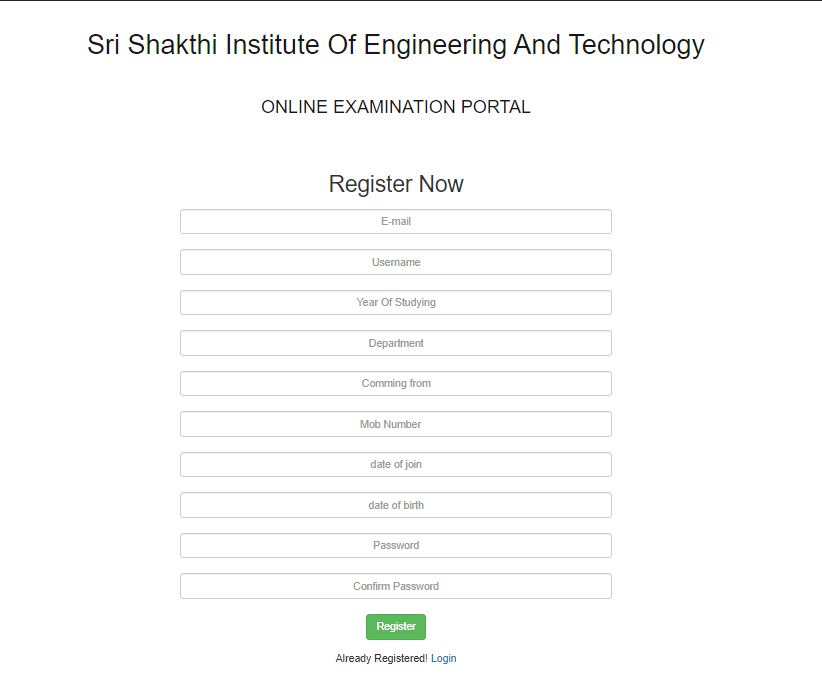 Sri Shakthi Institute Of Engineering And Technology
ONLINE EXAMINATION PORTAL
Register Now
E-mail
Username
Year Of Studying
Department
Comming from
Mob Number
date of join
date of birth
Password
Confirm Password
Register
Already Registered! Login